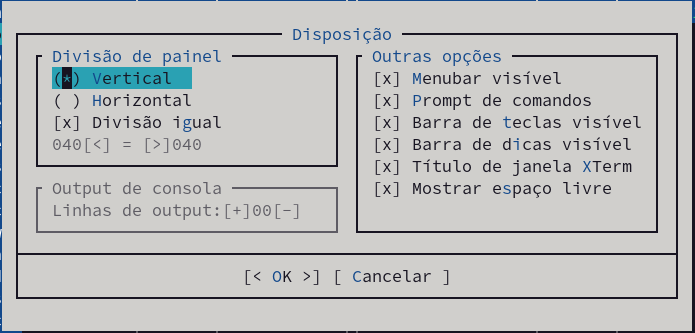 Disposição
Divisão de painel
(*) Vertical
( ) Horizontal
[x] Divisão igual
040[<] = [>]040
Output de consola
Linhas de output:[+]00[-]
Outras opções
[x] Menubar visível
[x] Prompt de comandos
[x] Barra de teclas visível
[x] Barra de dicas visível
[x] Título de janela XTerm
[x] Mostrar espaço livre
[< OK >] [ Cancelar ]